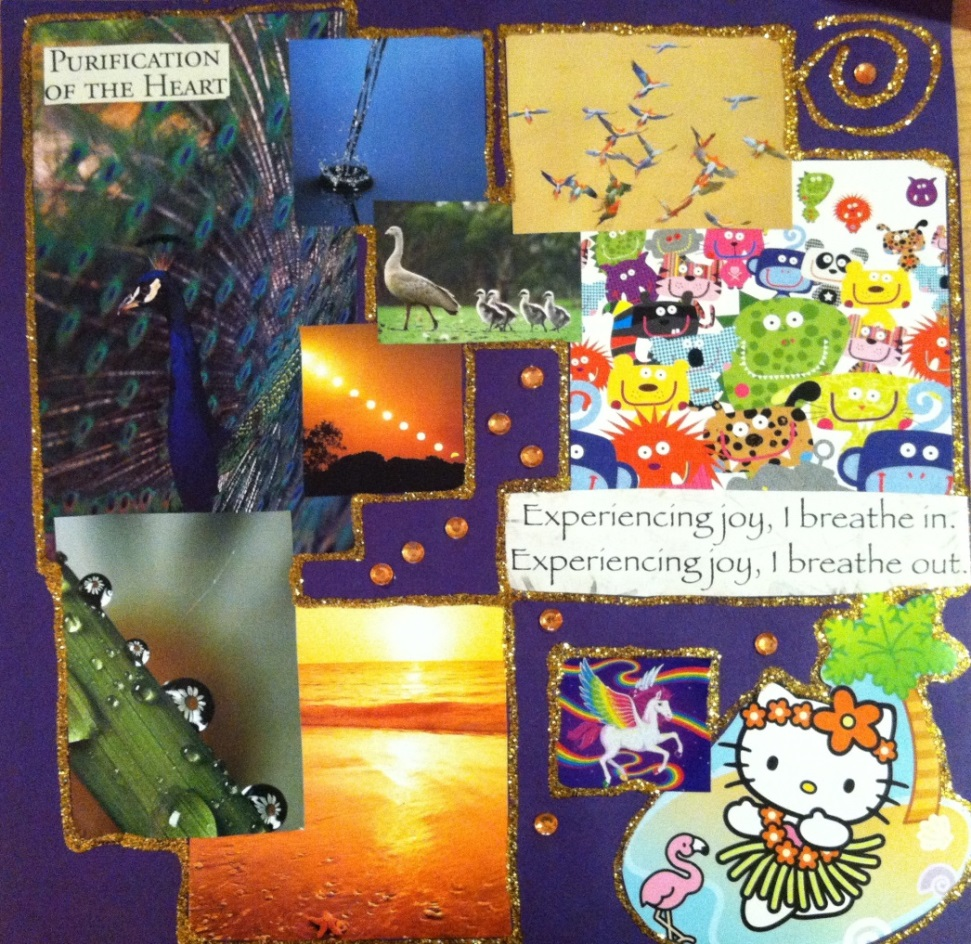 PURIFICATION
OF THE HEART
Experiencing joy, I breathe in.
Experiencing joy, I breathe out.